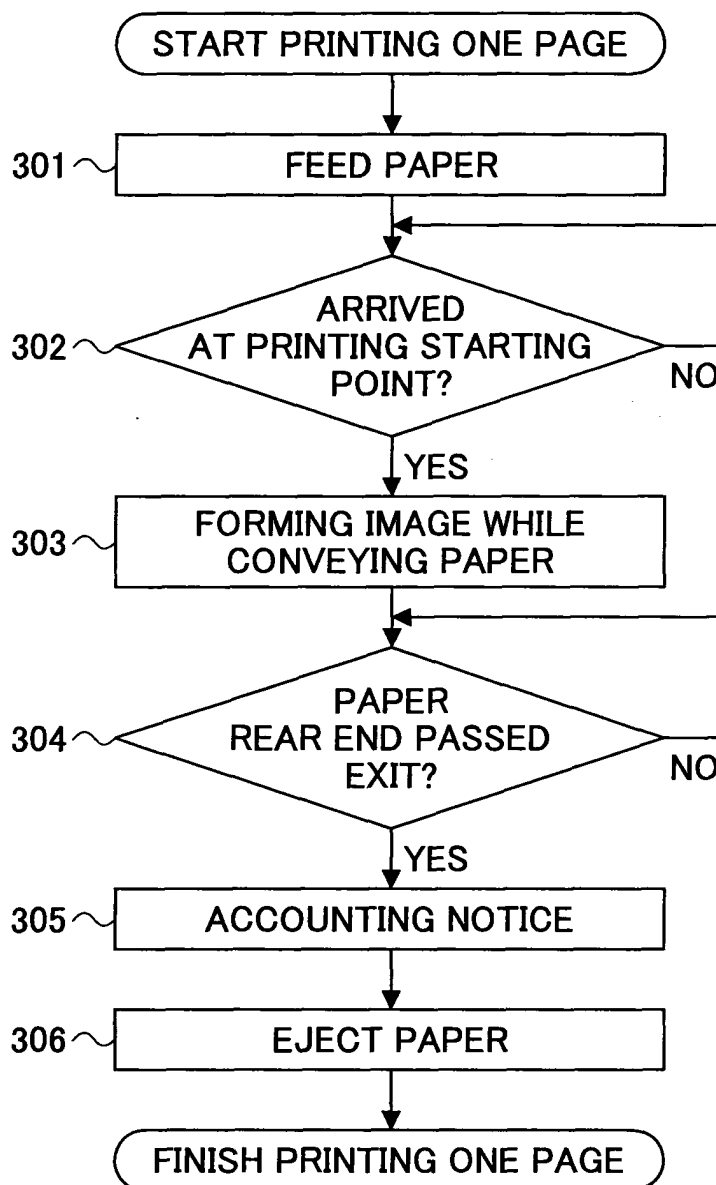 START PRINTING ONE PAGE
301
FEED PAPER
302
ARRIVED
AT PRINTING STARTING
POINT?
NO
YES
303
FORMING IMAGE WHILE
CONVEYING PAPER
304
PAPER
REAR END PASSED
EXIT?
NO
YES
305
ACCOUNTING NOTICE
306
EJECT PAPER
FINISH PRINTING ONE PAGE